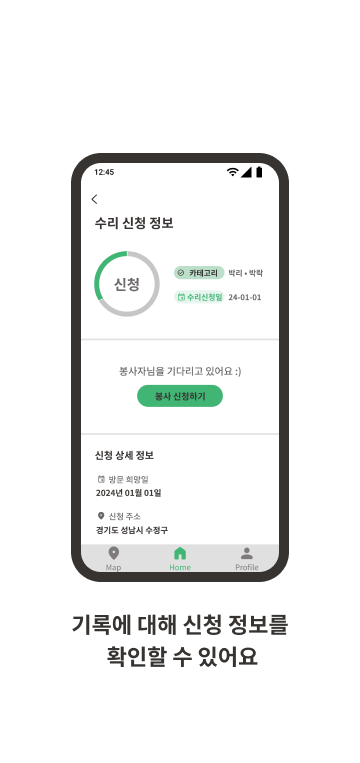 12:45
수리 신청 정보
신청
카테고리 박리 • 박락
수리신청일 24-01-01
봉사자님을 기다리고 있어요 :)
봉사 신청하기
신청 상세 정보
방문 희망일
2024년 01월 01일
신청 주소
경기도 성남시 수정구
Map Home Profile
기록에 대해 신청 정보를
확인할 수 있어요